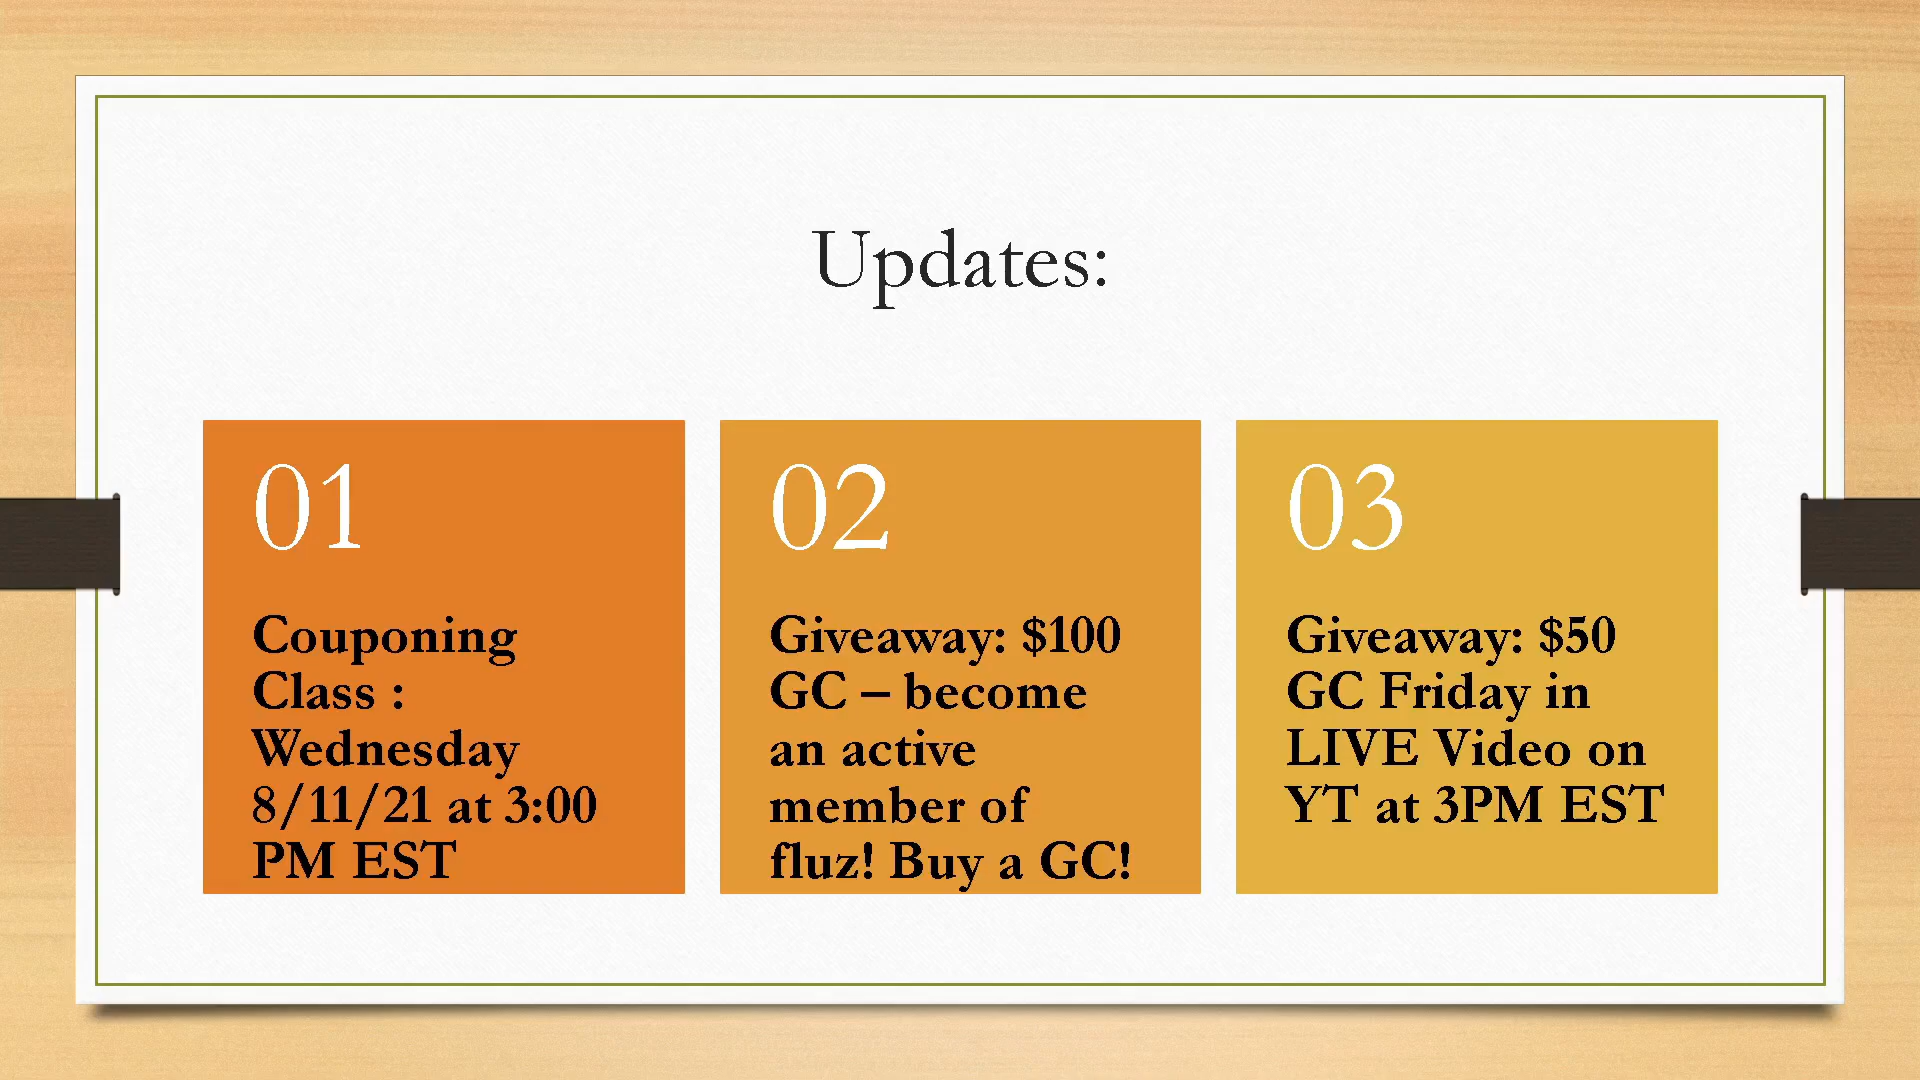 Updates:
01
Couponing
Class :
Wednesday
8/11/21 at 3:00
PM EST
02
Giveaway: $100
GC – become
an active
member of
fluz! Buy a GC!
03
Giveaway: $50
GC Friday in
LIVE Video on
YT at 3PM EST